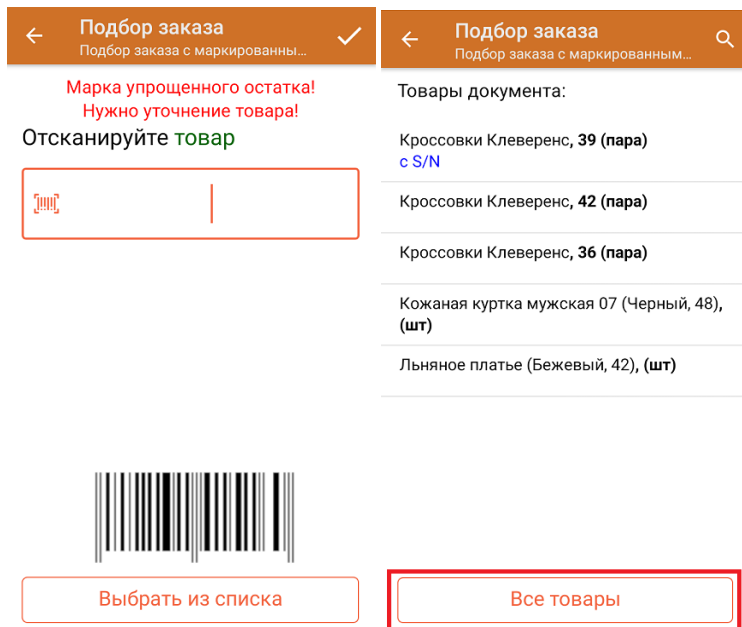 Подбор заказа
Подбор заказа с маркированны...
Марка упрощенного остатка!
Нужно уточнение товара!
Отсканируйте товар
Выбрать из списка
Подбор заказа
Подбор заказа с маркированным...
Товары документа:
Кроссовки Клеверенс, 39 (пара)
с S/N
Кроссовки Клеверенс, 42 (пара)
Кроссовки Клеверенс, 36 (пара)
Кожаная куртка мужская 07 (Черный, 48),
(шт)
Льняное платье (Бежевый, 42), (шт)
Все товары